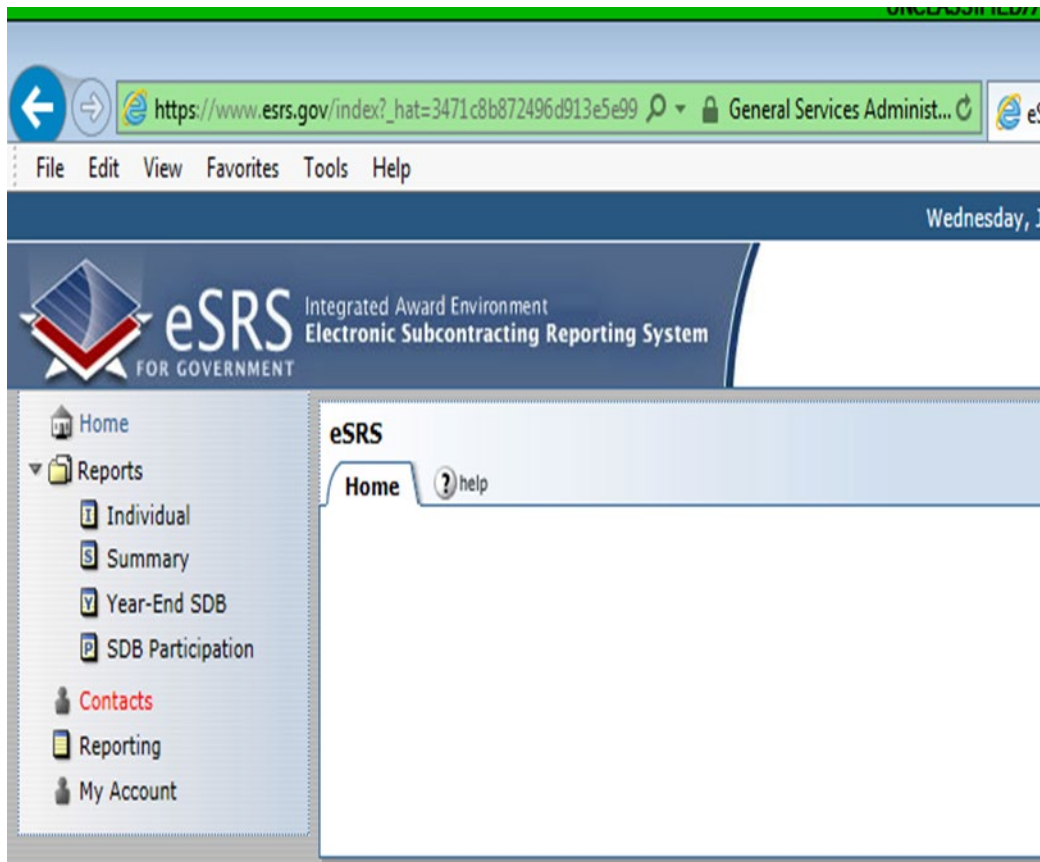 UNCLASSIFIED//
https://www.esrs.gov/index?_hat=3471c8b872496d913e5e99 General Services Administ...
File Edit View Favorites Tools Help
Wednesday,
eSRS
FOR GOVERNMENT
Integrated Award Environment
Electronic Subcontracting Reporting System
Home
Reports
I Individual
S Summary
Y Year-End SDB
P SDB Participation
Contacts
Reporting
My Account
eSRS
Home ? help